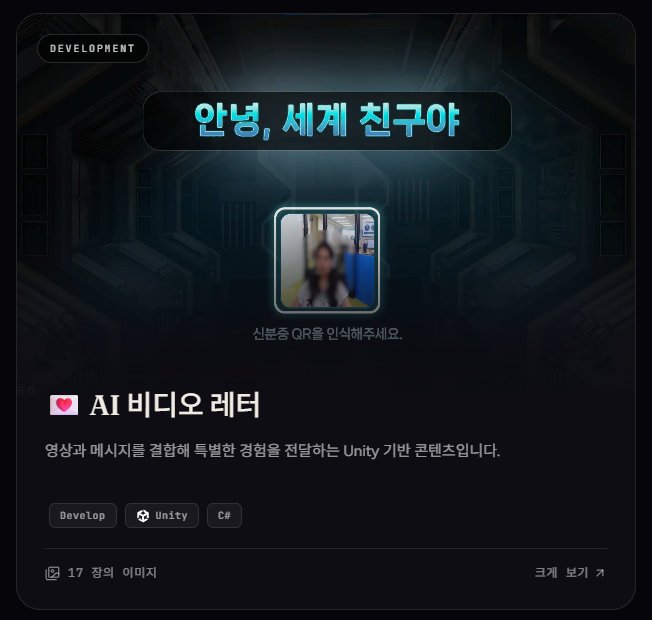 DEVELOPMENT
안녕, 세계 친구야
신분증 QR을 인식해주세요.
AI 비디오 레터
영상과 메시지를 결합해 특별한 경험을 전달하는 Unity 기반 콘텐츠입니다.
Develop
Unity
C#
17 장의 이미지
크게 보기